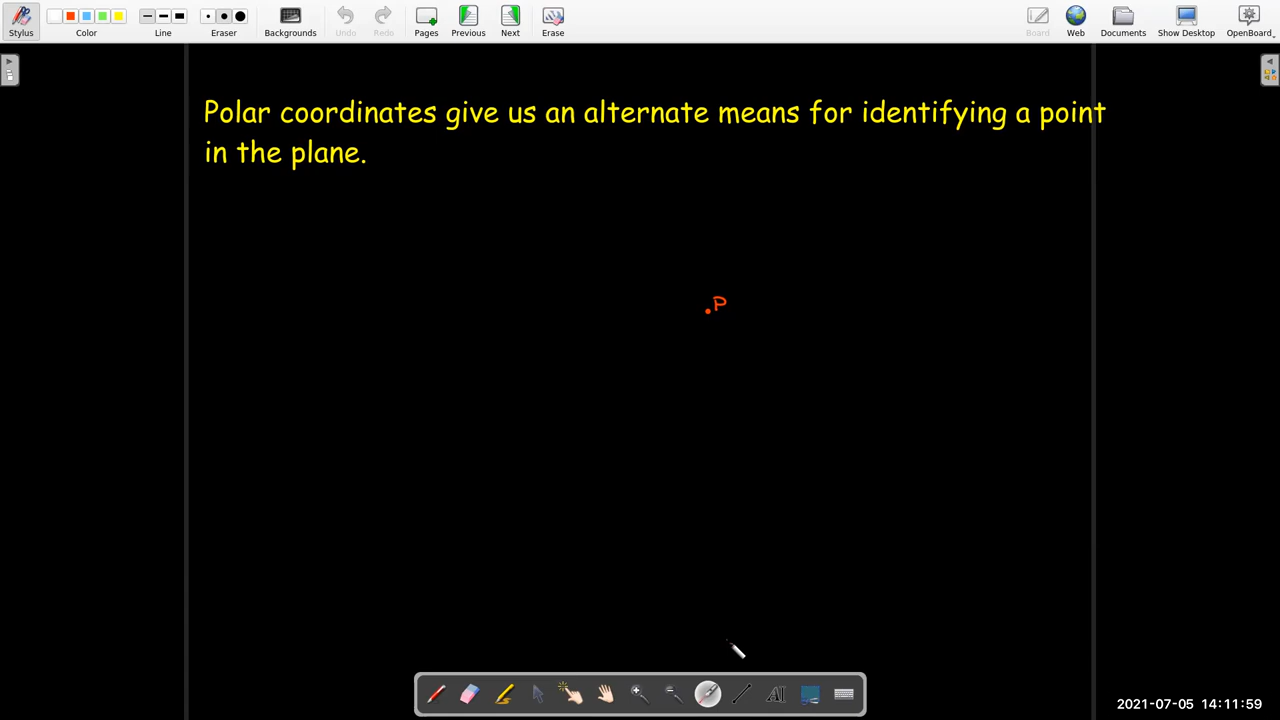 Stylus Color Line Eraser Backgrounds Undo Redo Pages Previous Next Erase Board Web Documents Show Desktop OpenBoard
Polar coordinates give us an alternate means for identifying a point
in the plane.
P
AI
2021-07-05 14:11:59